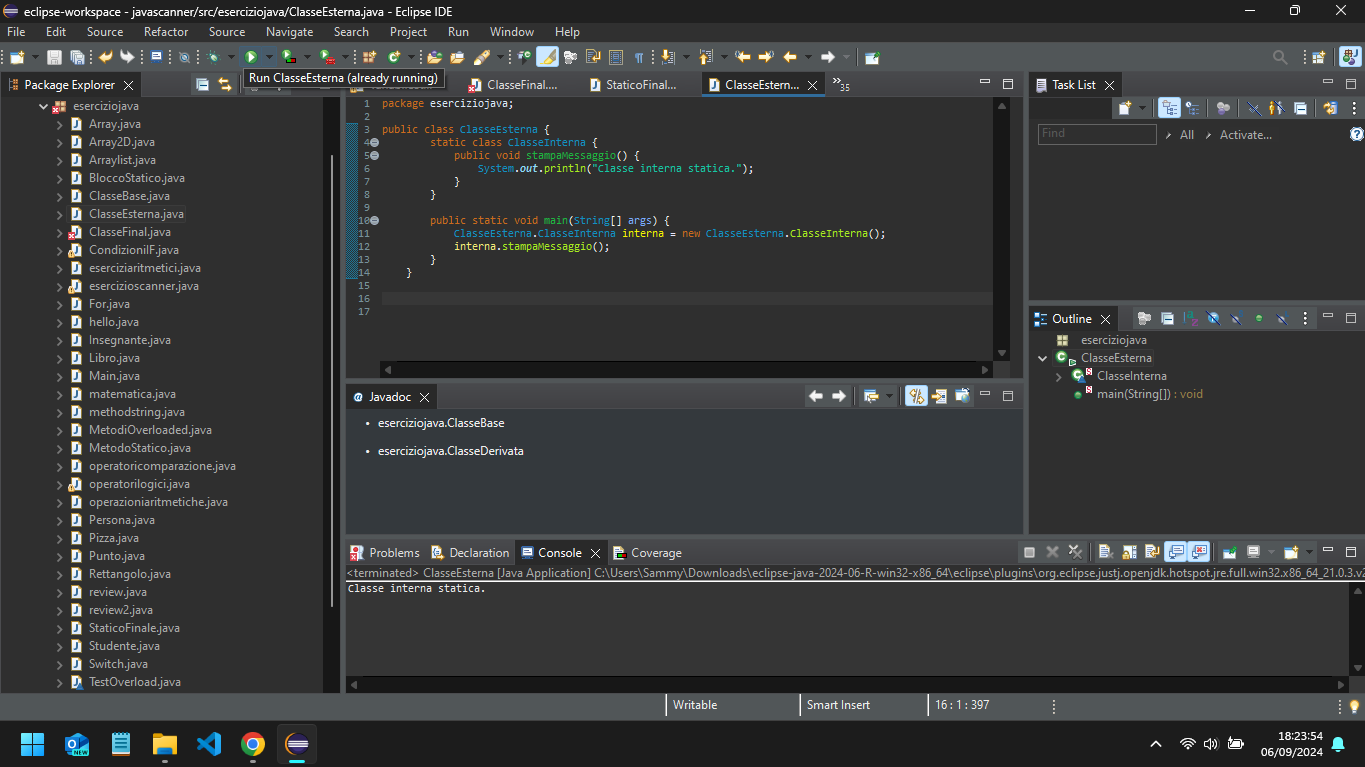 eclipse-workspace - javascanner/src/eserciziojava/ClasseEsterna.java - Eclipse IDE
File Edit Source Refactor Source Navigate Search Project Run Window Help
Run ClasseEsterna (already running)
Package Explorer
eserciziojava
Array.java
Array2D.java
Arraylist.java
BloccoStatico.java
ClasseBase.java
ClasseEsterna.java
ClasseFinal.java
CondizioniIF.java
eserciziaritmetici.java
esercizioscanner.java
For.java
hello.java
Insegnante.java
Libro.java
Main.java
matematica.java
methodstring.java
MetodiOverloaded.java
MetodoStatico.java
operatoricomparazione.java
operatorilogici.java
operazioniaritmetiche.java
Persona.java
Pizza.java
Punto.java
Rettangolo.java
review.java
review2.java
StaticoFinale.java
Studente.java
Switch.java
TestOverload.java
ClasseFinal.... StaticoFinal... ClasseEstern... »35
1 package eserciziojava;
2
3 public class ClasseEsterna {
4 static class ClasseInterna {
5 public void stampaMessaggio() {
6 System.out.println("Classe interna statica.");
7 }
8 }
9
10 public static void main(String[] args) {
11 ClasseEsterna.ClasseInterna interna = new ClasseEsterna.ClasseInterna();
12 interna.stampaMessaggio();
13 }
14 }
15
16
17
@ Javadoc
• eserciziojava.ClasseBase
• eserciziojava.ClasseDerivata
Problems Declaration Console Coverage
<terminated> ClasseEsterna [Java Application] C:\Users\Sammy\Downloads\eclipse-java-2024-06-R-win32-x86_64\eclipse\plugins\org.eclipse.justj.openjdk.hotspot.jre.full.win32.x86_64_21.0.3.v2
Classe interna statica.
Task List
Find All Activate...
Outline
eserciziojava
ClasseEsterna
ClasseInterna
main(String[]) : void
Writable Smart Insert 16 : 1 : 397
NEW
18:23:54
06/09/2024